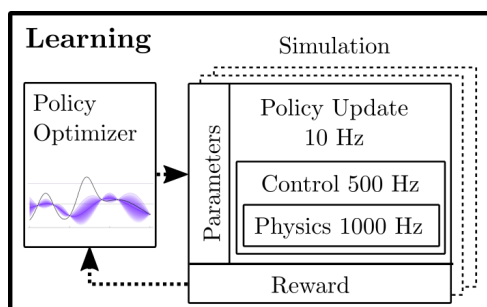 Learning
Simulation
Policy
Optimizer
Parameters
Policy Update
10 Hz
Control 500 Hz
Physics 1000 Hz
Reward